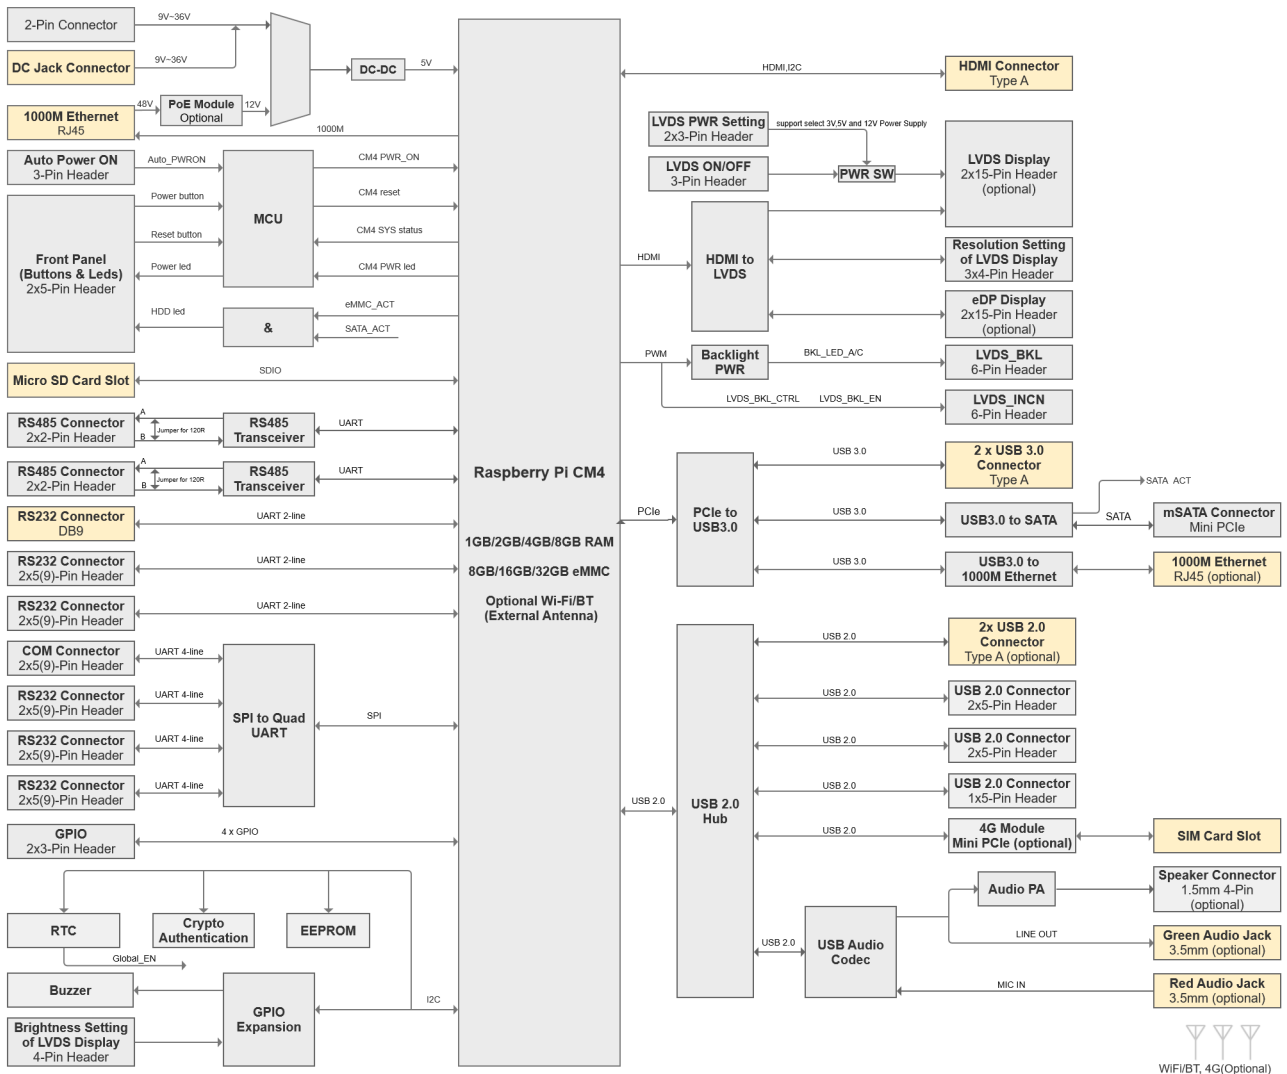 2-Pin Connector
9V~36V
DC Jack Connector
9V~36V
DC-DC
5V
1000M Ethernet
RJ45
48V
PoE Module
Optional
12V
1000M
Auto Power ON
3-Pin Header
Auto_PWRON
MCU
CM4 PWR_ON
Front Panel
(Buttons & Leds)
2x5-Pin Header
Power button
CM4 reset
Reset button
CM4 SYS status
Power led
CM4 PWR led
HDD led
&
eMMC_ACT
SATA_ACT
Micro SD Card Slot
SDIO
RS485 Connector
2x2-Pin Header
A
Jumper for 120R
B
RS485
Transceiver
UART
RS485 Connector
2x2-Pin Header
A
Jumper for 120R
B
RS485
Transceiver
UART
RS232 Connector
DB9
UART 2-line
RS232 Connector
2x5(9)-Pin Header
UART 2-line
RS232 Connector
2x5(9)-Pin Header
UART 2-line
COM Connector
2x5(9)-Pin Header
UART 4-line
RS232 Connector
2x5(9)-Pin Header
UART 4-line
RS232 Connector
2x5(9)-Pin Header
UART 4-line
RS232 Connector
2x5(9)-Pin Header
UART 4-line
SPI to Quad
UART
SPI
GPIO
2x3-Pin Header
4 x GPIO
RTC
Crypto
Authentication
EEPROM
Global_EN
Buzzer
GPIO
Expansion
I2C
Brightness Setting
of LVDS Display
4-Pin Header
Raspberry Pi CM4
1GB/2GB/4GB/8GB RAM
8GB/16GB/32GB eMMC
Optional Wi-Fi/BT
(External Antenna)
HDMI,I2C
HDMI Connector
Type A
LVDS PWR Setting
2x3-Pin Header
support select 3V,5V and 12V Power Supply
LVDS ON/OFF
3-Pin Header
PWR SW
LVDS Display
2x15-Pin Header
(optional)
HDMI
HDMI to
LVDS
Resolution Setting
of LVDS Display
3x4-Pin Header
eDP Display
2x15-Pin Header
(optional)
PWM
Backlight
PWR
BKL_LED_A/C
LVDS_BKL
6-Pin Header
LVDS_BKL_CTRL
LVDS_BKL_EN
LVDS_INCN
6-Pin Header
PCIe
PCIe to
USB3.0
USB 3.0
2 x USB 3.0
Connector
Type A
USB 3.0
USB3.0 to SATA
SATA ACT
SATA
mSATA Connector
Mini PCIe
USB 3.0
USB3.0 to
1000M Ethernet
1000M Ethernet
RJ45 (optional)
USB 2.0
USB 2.0
Hub
USB 2.0
2x USB 2.0
Connector
Type A (optional)
USB 2.0
USB 2.0 Connector
2x5-Pin Header
USB 2.0
USB 2.0 Connector
2x5-Pin Header
USB 2.0
USB 2.0 Connector
1x5-Pin Header
USB 2.0
4G Module
Mini PCIe (optional)
SIM Card Slot
USB 2.0
USB Audio
Codec
Audio PA
Speaker Connector
1.5mm 4-Pin
(optional)
LINE OUT
Green Audio Jack
3.5mm (optional)
MIC IN
Red Audio Jack
3.5mm (optional)
WiFi/BT, 4G(Optional)